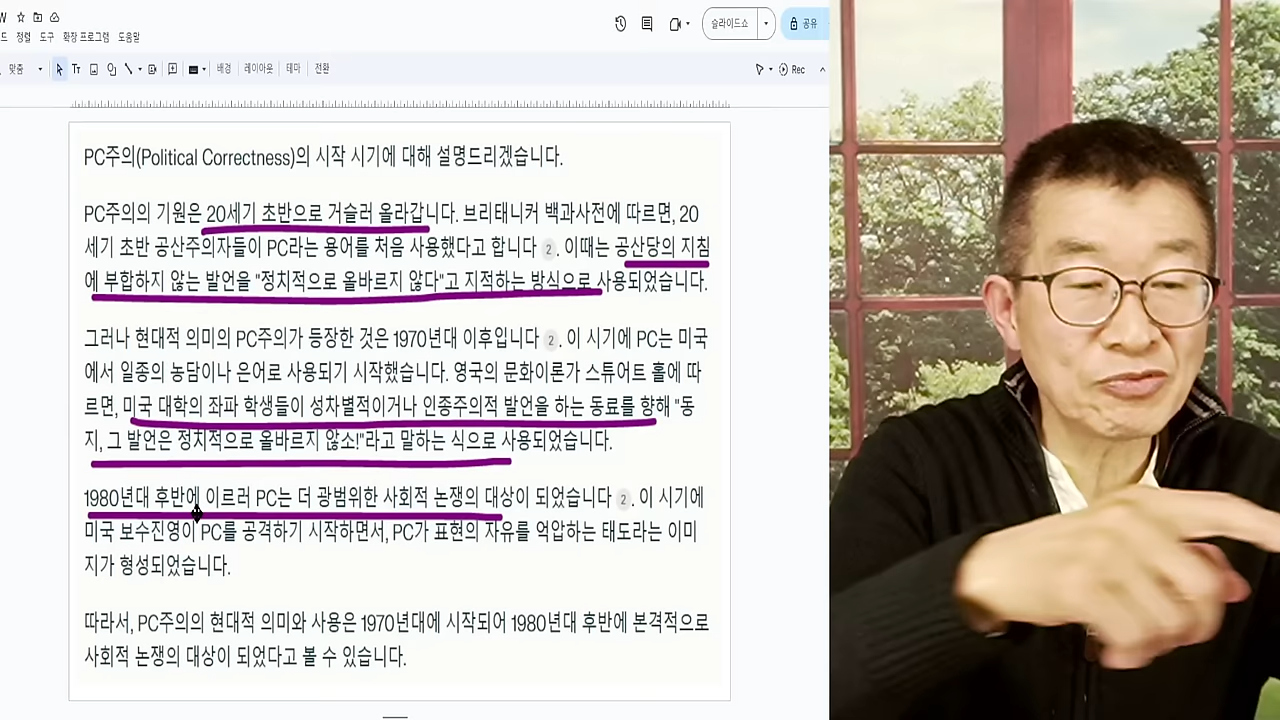 정렬 도구 확장 프로그램 도움말
슬라이드쇼
공유
맞춤
배경 레이아웃 테마 전환
Rec
PC주의(Political Correctness)의 시작 시기에 대해 설명드리겠습니다.
PC주의의 기원은 20세기 초반으로 거슬러 올라갑니다. 브리태니커 백과사전에 따르면, 20
세기 초반 공산주의자들이 PC라는 용어를 처음 사용했다고 합니다 2. 이때는 공산당의 지침
에 부합하지 않는 발언을 "정치적으로 올바르지 않다"고 지적하는 방식으로 사용되었습니다.
그러나 현대적 의미의 PC주의가 등장한 것은 1970년대 이후입니다 2. 이 시기에 PC는 미국
에서 일종의 농담이나 은어로 사용되기 시작했습니다. 영국의 문화이론가 스튜어트 홀에 따
르면, 미국 대학의 좌파 학생들이 성차별적이거나 인종주의적 발언을 하는 동료를 향해 "동
지, 그 발언은 정치적으로 올바르지 않소!"라고 말하는 식으로 사용되었습니다.
1980년대 후반에 이르러 PC는 더 광범위한 사회적 논쟁의 대상이 되었습니다 2. 이 시기에
미국 보수진영이 PC를 공격하기 시작하면서, PC가 표현의 자유를 억압하는 태도라는 이미
지가 형성되었습니다.
따라서, PC주의의 현대적 의미와 사용은 1970년대에 시작되어 1980년대 후반에 본격적으로
사회적 논쟁의 대상이 되었다고 볼 수 있습니다.